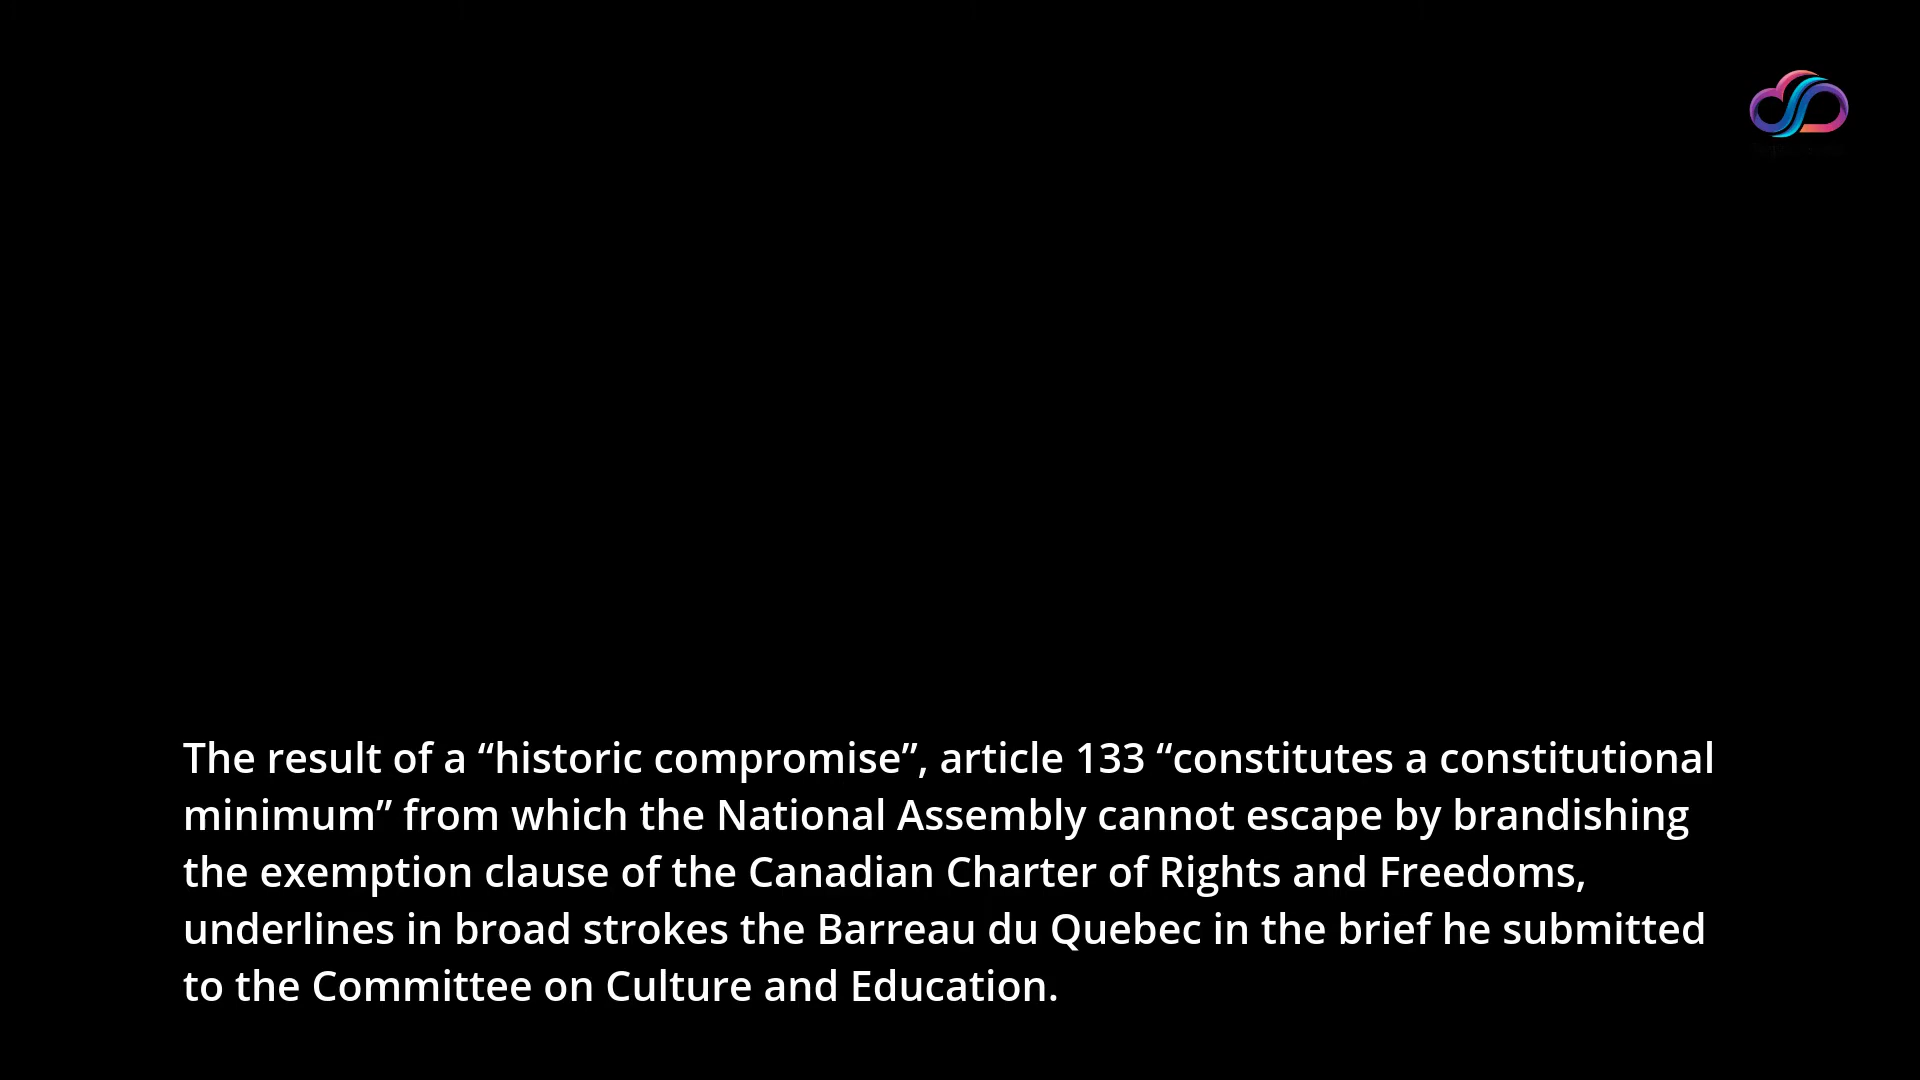 The result of a “historic compromise”, article 133 “constitutes a constitutional
minimum” from which the National Assembly cannot escape by brandishing
the exemption clause of the Canadian Charter of Rights and Freedoms,
underlines in broad strokes the Barreau du Quebec in the brief he submitted
to the Committee on Culture and Education.